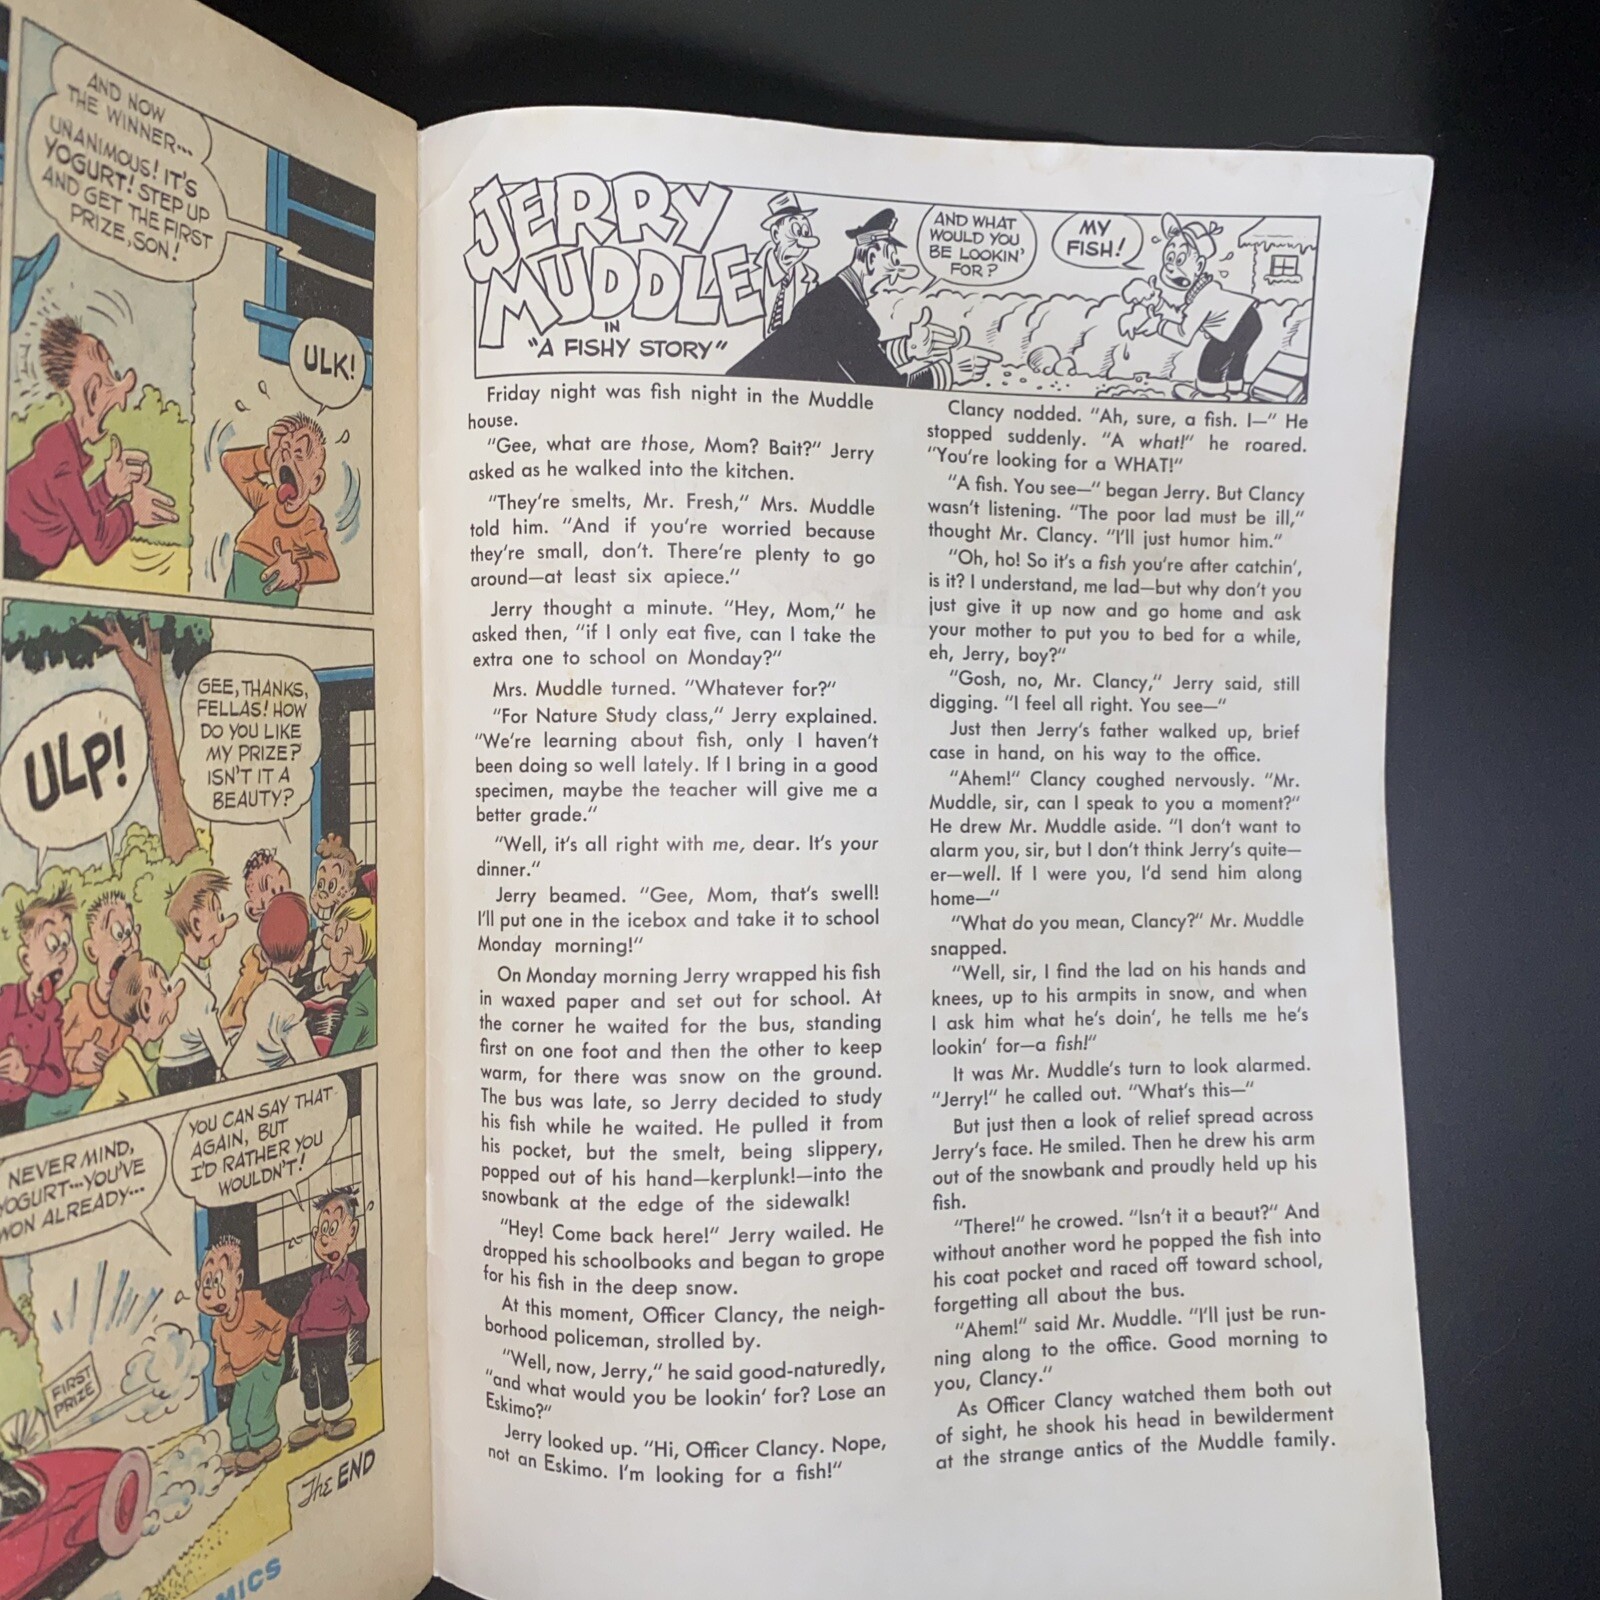 AND NOW
THE WINNER...
UNANIMOUS! IT'S
YOGURT! STEP UP
AND GET THE FIRST
PRIZE, SON!
ULK!
ULP!
GEE, THANKS,
FELLAS! HOW
DO YOU LIKE
MY PRIZE?
ISN'T IT A
BEAUTY?
NEVER MIND,
YOGURT...YOU'VE
WON ALREADY...
YOU CAN SAY THAT
AGAIN, BUT
I'D RATHER YOU
WOULDN'T!
FIRST
PRIZE
The END
JERRY
MUDDLE
IN
"A FISHY STORY"
AND WHAT
WOULD YOU
BE LOOKIN'
FOR?
MY
FISH!
Friday night was fish night in the Muddle
house.
"Gee, what are those, Mom? Bait?" Jerry
asked as he walked into the kitchen.
"They're smelts, Mr. Fresh," Mrs. Muddle
told him. "And if you're worried because
they're small, don't. There're plenty to go
around—at least six apiece."
Jerry thought a minute. "Hey, Mom," he
asked then, "if I only eat five, can I take the
extra one to school on Monday?"
Mrs. Muddle turned. "Whatever for?"
"For Nature Study class," Jerry explained.
"We're learning about fish, only I haven't
been doing so well lately. If I bring in a good
specimen, maybe the teacher will give me a
better grade."
"Well, it's all right with me, dear. It's your
dinner."
Jerry beamed. "Gee, Mom, that's swell!
I'll put one in the icebox and take it to school
Monday morning!"
On Monday morning Jerry wrapped his fish
in waxed paper and set out for school. At
the corner he waited for the bus, standing
first on one foot and then the other to keep
warm, for there was snow on the ground.
The bus was late, so Jerry decided to study
his fish while he waited. He pulled it from
his pocket, but the smelt, being slippery,
popped out of his hand—kerplunk!—into the
snowbank at the edge of the sidewalk!
"Hey! Come back here!" Jerry wailed. He
dropped his schoolbooks and began to grope
for his fish in the deep snow.
At this moment, Officer Clancy, the neigh-
borhood policeman, strolled by.
"Well, now, Jerry," he said good-naturedly,
"and what would you be lookin' for? Lose an
Eskimo?"
Jerry looked up. "Hi, Officer Clancy. Nope,
not an Eskimo. I'm looking for a fish!"
Clancy nodded. "Ah, sure, a fish. I—" He
stopped suddenly. "A what!" he roared.
"You're looking for a WHAT!"
"A fish. You see—" began Jerry. But Clancy
wasn't listening. "The poor lad must be ill,"
thought Mr. Clancy. "I'll just humor him."
"Oh, ho! So it's a fish you're after catchin',
is it? I understand, me lad—but why don't you
just give it up now and go home and ask
your mother to put you to bed for a while,
eh, Jerry, boy?"
"Gosh, no, Mr. Clancy," Jerry said, still
digging. "I feel all right. You see—"
Just then Jerry's father walked up, brief
case in hand, on his way to the office.
"Ahem!" Clancy coughed nervously. "Mr.
Muddle, sir, can I speak to you a moment?"
He drew Mr. Muddle aside. "I don't want to
alarm you, sir, but I don't think Jerry's quite—
er—well. If I were you, I'd send him along
home—"
"What do you mean, Clancy?" Mr. Muddle
snapped.
"Well, sir, I find the lad on his hands and
knees, up to his armpits in snow, and when
I ask him what he's doin', he tells me he's
lookin' for—a fish!"
It was Mr. Muddle's turn to look alarmed.
"Jerry!" he called out. "What's this—"
But just then a look of relief spread across
Jerry's face. He smiled. Then he drew his arm
out of the snowbank and proudly held up his
fish.
"There!" he crowed. "Isn't it a beaut?" And
without another word he popped the fish into
his coat pocket and raced off toward school,
forgetting all about the bus.
"Ahem!" said Mr. Muddle. "I'll just be run-
ning along to the office. Good morning to
you, Clancy."
As Officer Clancy watched them both out
of sight, he shook his head in bewilderment
at the strange antics of the Muddle family.